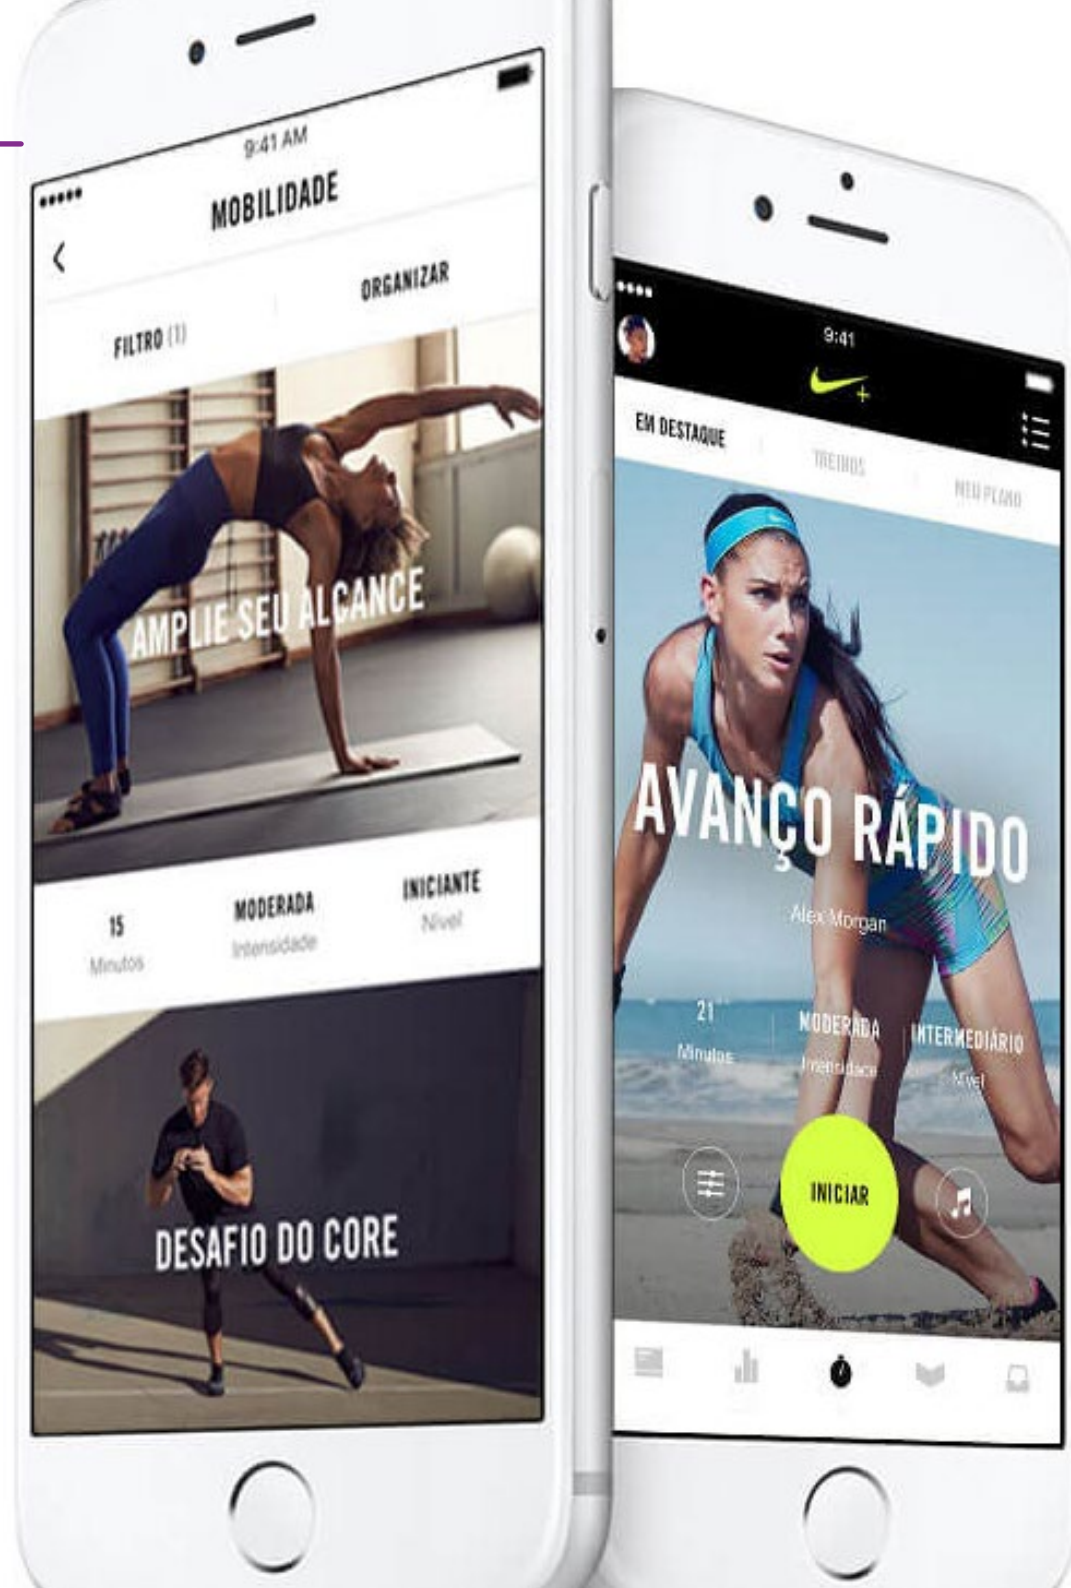 9:41 AM
MOBILIDADE
FILTRO (1)
ORGANIZAR
AMPLIE SEU ALCANCE
15
Minutos
MODERADA
Intensidade
INICIANTE
Nível
DESAFIO DO CORE
9:41
EM DESTAQUE
TREINOS
MEU PLANO
AVANÇO RÁPIDO
Alex Morgan
21
Minutos
MODERADA
Intensidade
INTERMEDIÁRIO
Nível
INICIAR